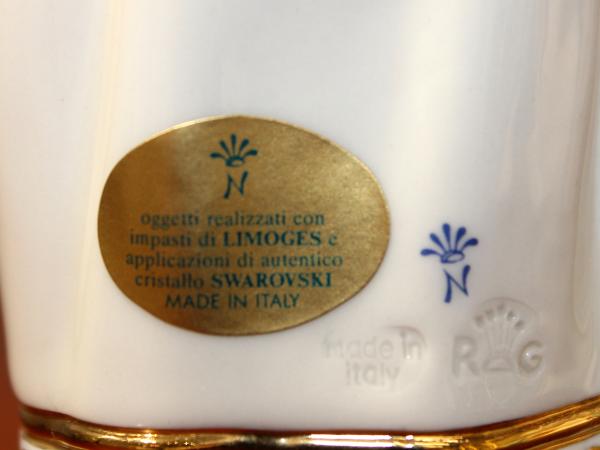 N
oggetti realizzati con
impasti di LIMOGES e
applicazioni di autentico
cristallo SWAROVSKI
MADE IN ITALY
N
made in
italy
R G